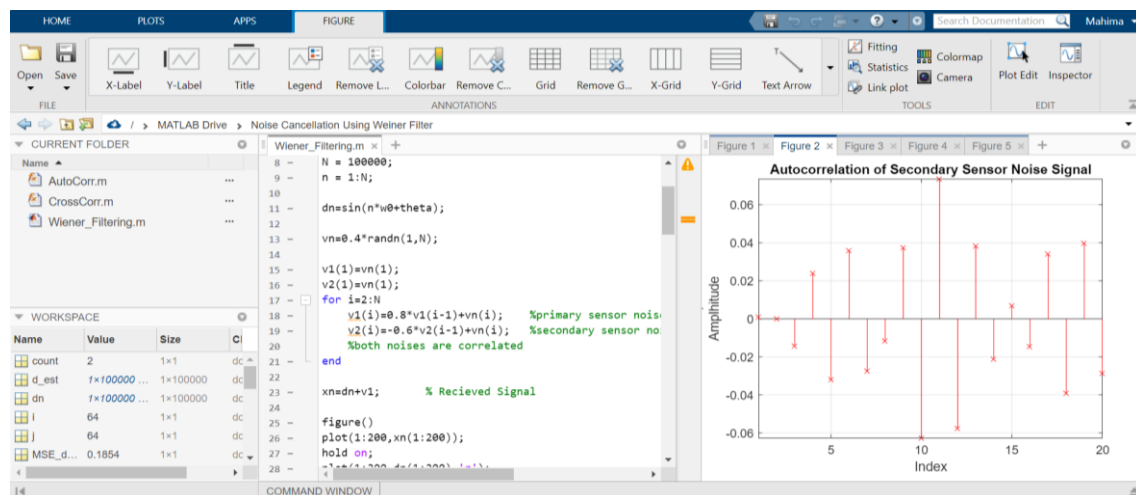 HOME PLOTS APPS FIGURE Search Documentation Mahima
Open Save X-Label Y-Label Title Legend Remove L... Colorbar Remove C... Grid Remove G... X-Grid Y-Grid Text Arrow Fitting Statistics Link plot Colormap Camera Plot Edit Inspector
FILE ANNOTATIONS TOOLS EDIT
/ › MATLAB Drive › Noise Cancellation Using Weiner Filter
CURRENT FOLDER
Name
AutoCorr.m ...
CrossCorr.m ...
Wiener_Filtering.m ...
WORKSPACE
Name Value Size Cl
count 2 1×1 dc
d_est 1×100000 ... 1×100000 dc
dn 1×100000 ... 1×100000 dc
i 64 1×1 dc
j 64 1×1 dc
MSE_d... 0.1854 1×1 dc
Wiener_Filtering.m × +
8 - N = 100000;
9 - n = 1:N;
10
11 - dn=sin(n*w0+theta);
12
13 - vn=0.4*randn(1,N);
14
15 - v1(1)=vn(1);
16 - v2(1)=vn(1);
17 - for i=2:N
18 - v1(i)=0.8*v1(i-1)+vn(i); %primary sensor nois
19 - v2(i)=-0.6*v2(i-1)+vn(i); %secondary sensor no
20 %both noises are correlated
21 - end
22
23 - xn=dn+v1; % Recieved Signal
24
25 - figure()
26 - plot(1:200,xn(1:200));
27 - hold on;
28 -
COMMAND WINDOW
Figure 1 × Figure 2 × Figure 3 × Figure 4 × Figure 5 × +
Autocorrelation of Secondary Sensor Noise Signal
Amplhitude
0.06
0.04
0.02
0
-0.02
-0.04
-0.06
5 10 15 20
Index